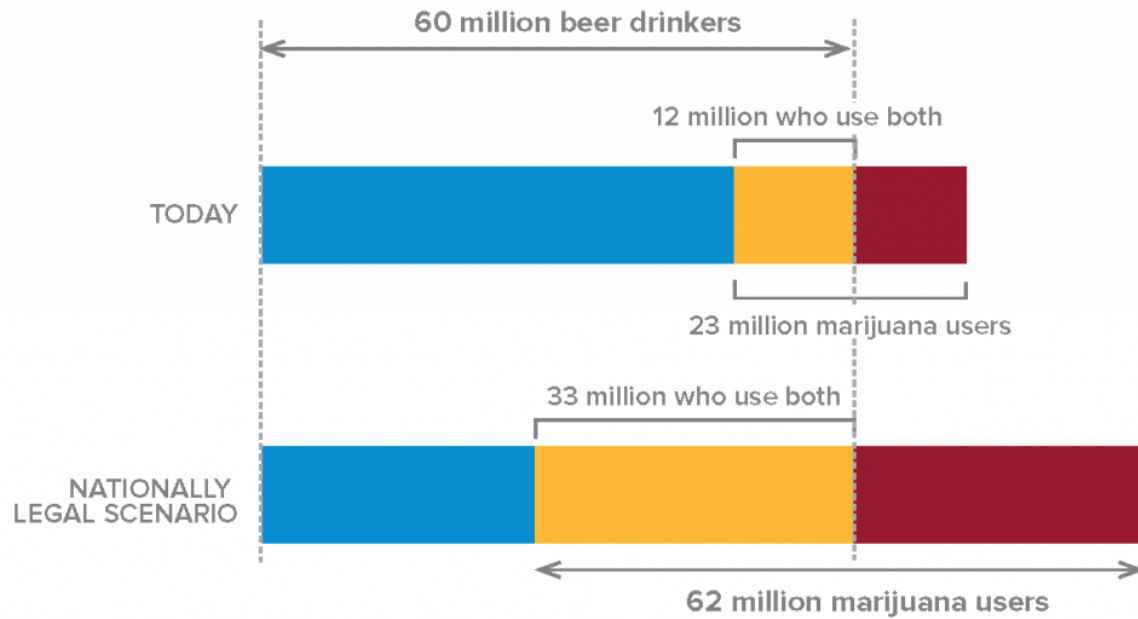 60 million beer drinkers
12 million who use both
TODAY
23 million marijuana users
33 million who use both
NATIONALLY
LEGAL SCENARIO
62 million marijuana users